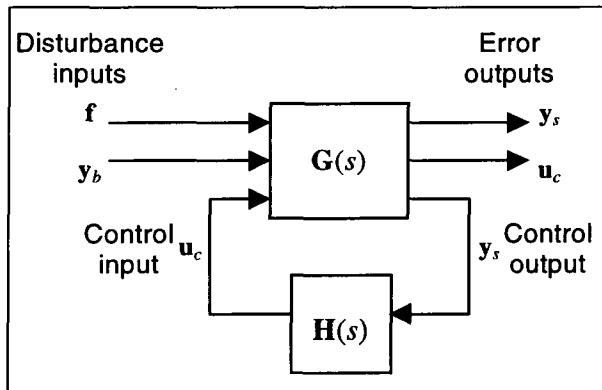 Disturbance
inputs
Error
outputs
f
y_s
y_b
G(s)
u_c
Control
input
u_c
y_s
Control
output
H(s)